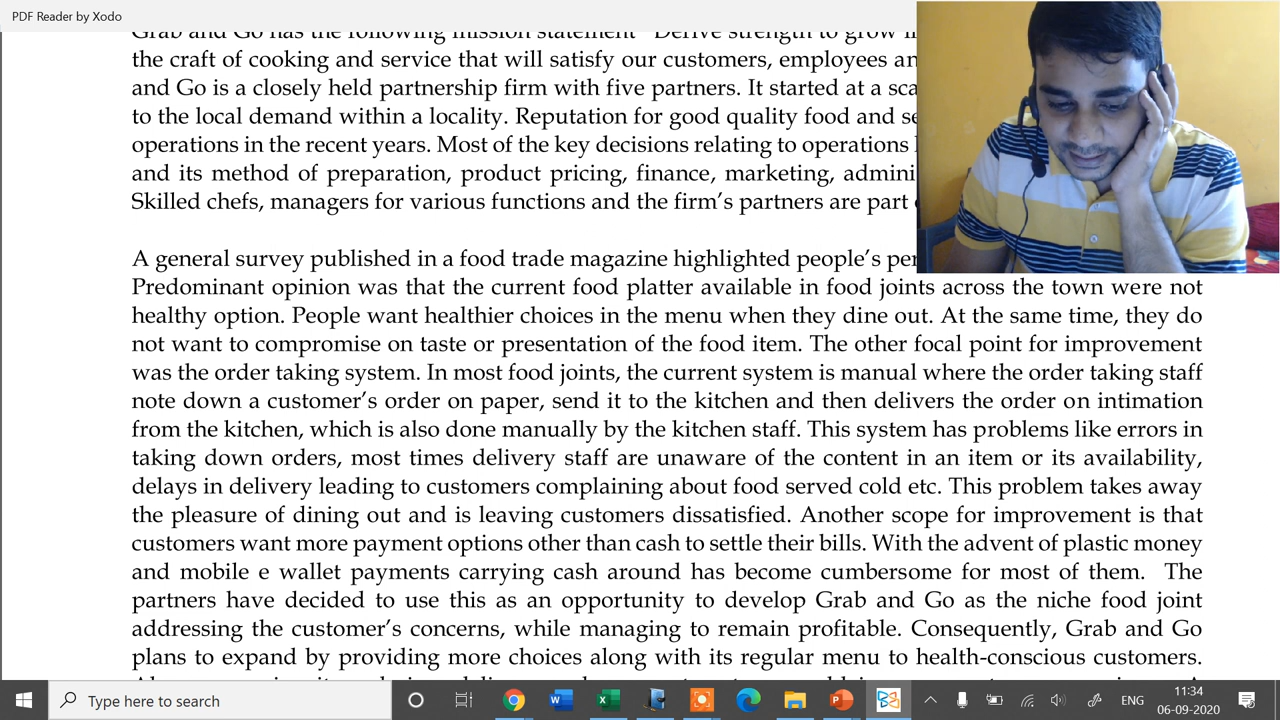 PDF Reader by Xodo
Grab and Go has the following mission statement "Derive strength to grow
the craft of cooking and service that will satisfy our customers, employees
and Go is a closely held partnership firm with five partners. It started at a
to the local demand within a locality. Reputation for good quality food and
operations in the recent years. Most of the key decisions relating to operations
and its method of preparation, product pricing, finance, marketing,
Skilled chefs, managers for various functions and the firm's partners are part
A general survey published in a food trade magazine highlighted people's
Predominant opinion was that the current food platter available in food joints across the town were not
healthy option. People want healthier choices in the menu when they dine out. At the same time, they do
not want to compromise on taste or presentation of the food item. The other focal point for improvement
was the order taking system. In most food joints, the current system is manual where the order taking staff
note down a customer's order on paper, send it to the kitchen and then delivers the order on intimation
from the kitchen, which is also done manually by the kitchen staff. This system has problems like errors in
taking down orders, most times delivery staff are unaware of the content in an item or its availability,
delays in delivery leading to customers complaining about food served cold etc. This problem takes away
the pleasure of dining out and is leaving customers dissatisfied. Another scope for improvement is that
customers want more payment options other than cash to settle their bills. With the advent of plastic money
and mobile e wallet payments carrying cash around has become cumbersome for most of them. The
partners have decided to use this as an opportunity to develop Grab and Go as the niche food joint
addressing the customer's concerns, while managing to remain profitable. Consequently, Grab and Go
plans to expand by providing more choices along with its regular menu to health-conscious customers.
Type here to search
ENG
11:34
06-09-2020